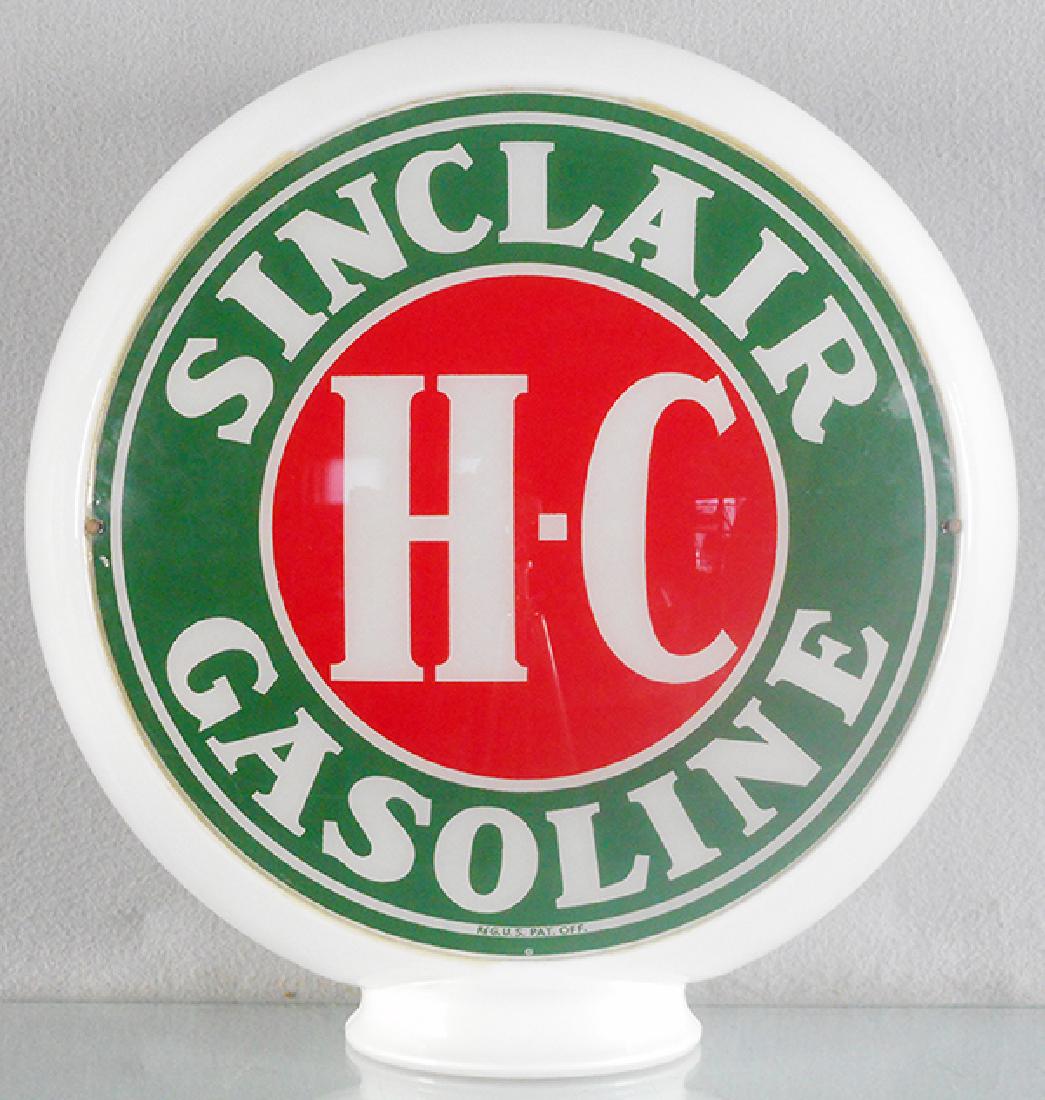 SINCLAIR
H-C
GASOLINE
REG. U.S. PAT. OFF.
G